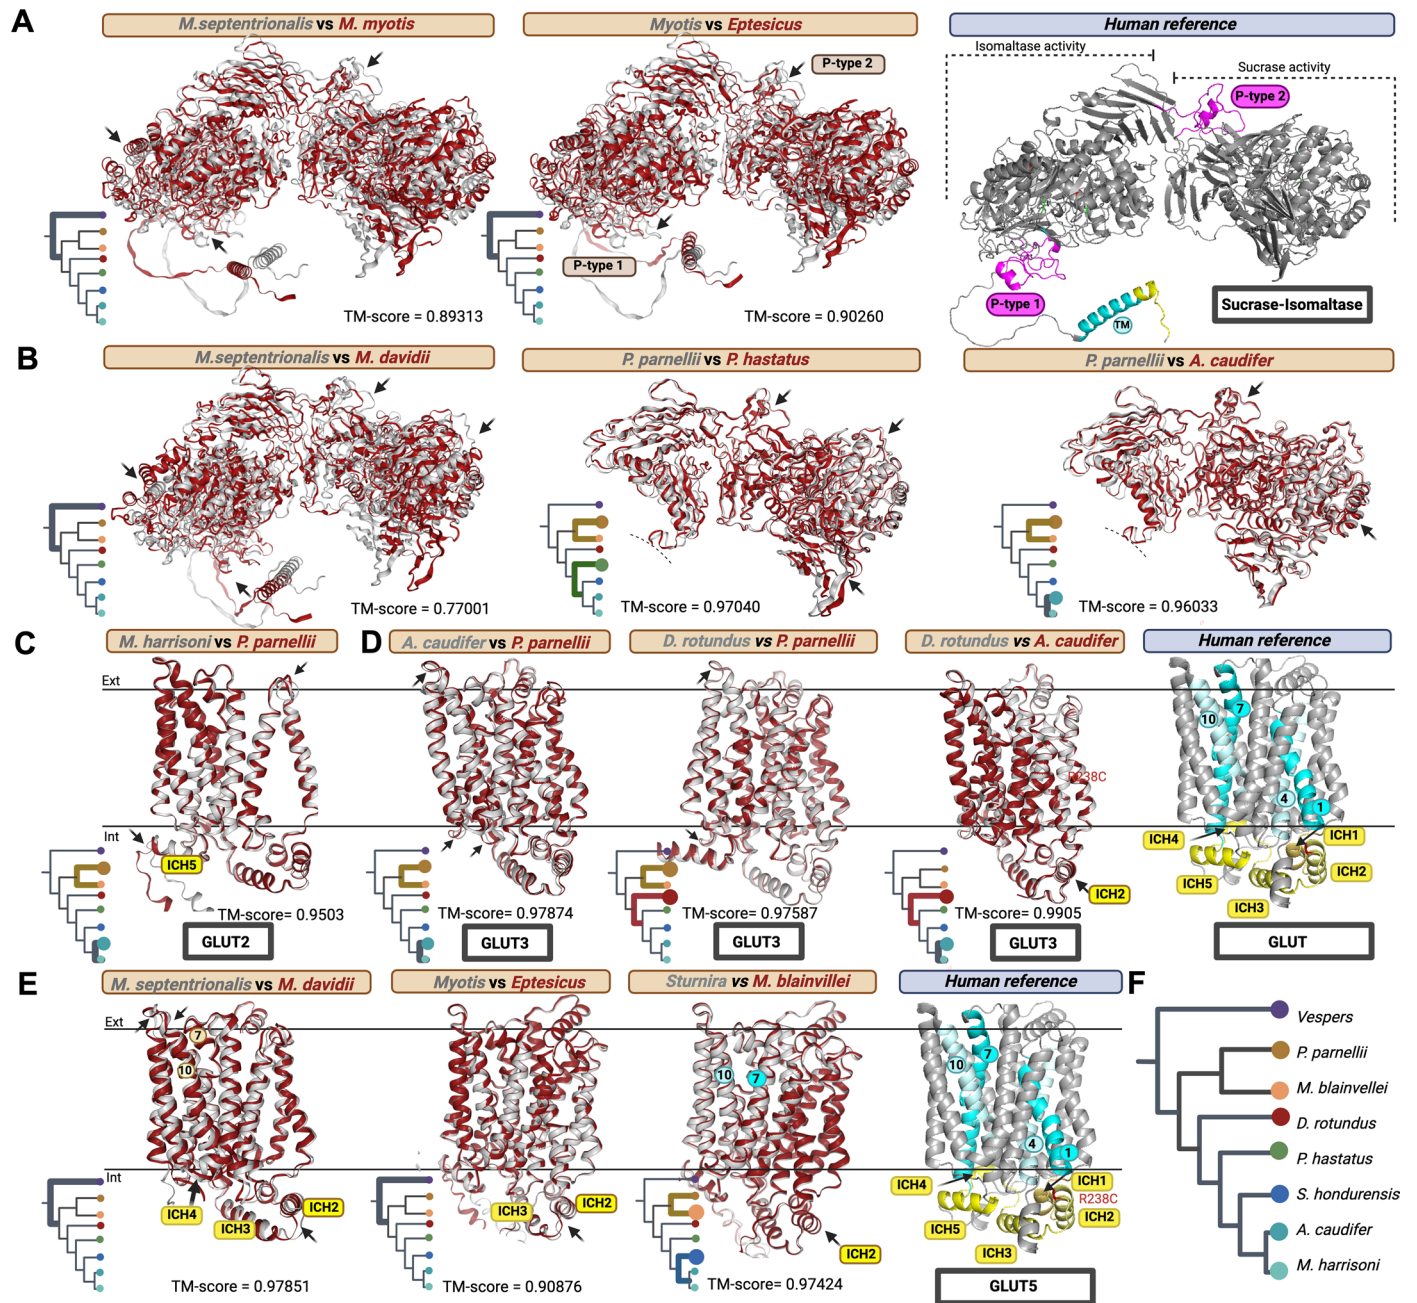 A
M.septentrionalis vs M. myotis
Myotis vs Eptesicus
Human reference
Isomaltase activity
Sucrase activity
P-type 2
P-type 2
P-type 1
P-type 1
TM
Sucrase-Isomaltase
TM-score = 0.89313
TM-score = 0.90260
B
M.septentrionalis vs M. davidii
P. parnellii vs P. hastatus
P. parnellii vs A. caudifer
TM-score = 0.77001
TM-score = 0.97040
TM-score = 0.96033
C
M. harrisoni vs P. parnellii
D
A. caudifer vs P. parnellii
D. rotundus vs P. parnellii
D. rotundus vs A. caudifer
Human reference
Ext
10
7
R238C
4
1
Int
ICH5
ICH4
ICH1
ICH2
ICH2
ICH5
ICH3
TM-score= 0.9503
TM-score = 0.97874
TM-score = 0.97587
TM-score = 0.9905
GLUT2
GLUT3
GLUT3
GLUT3
GLUT
E
M. septentrionalis vs M. davidii
Myotis vs Eptesicus
Sturnira vs M. blainvillei
Human reference
F
Ext
7
10
10
7
10
7
4
1
Int
ICH4
ICH3
ICH2
ICH3
ICH2
ICH2
ICH4
ICH1
R238C
ICH2
ICH5
ICH3
TM-score = 0.97851
TM-score = 0.90876
TM-score= 0.97424
GLUT5
Vespers
P. parnellii
M. blainvellei
D. rotundus
P. hastatus
S. hondurensis
A. caudifer
M. harrisoni